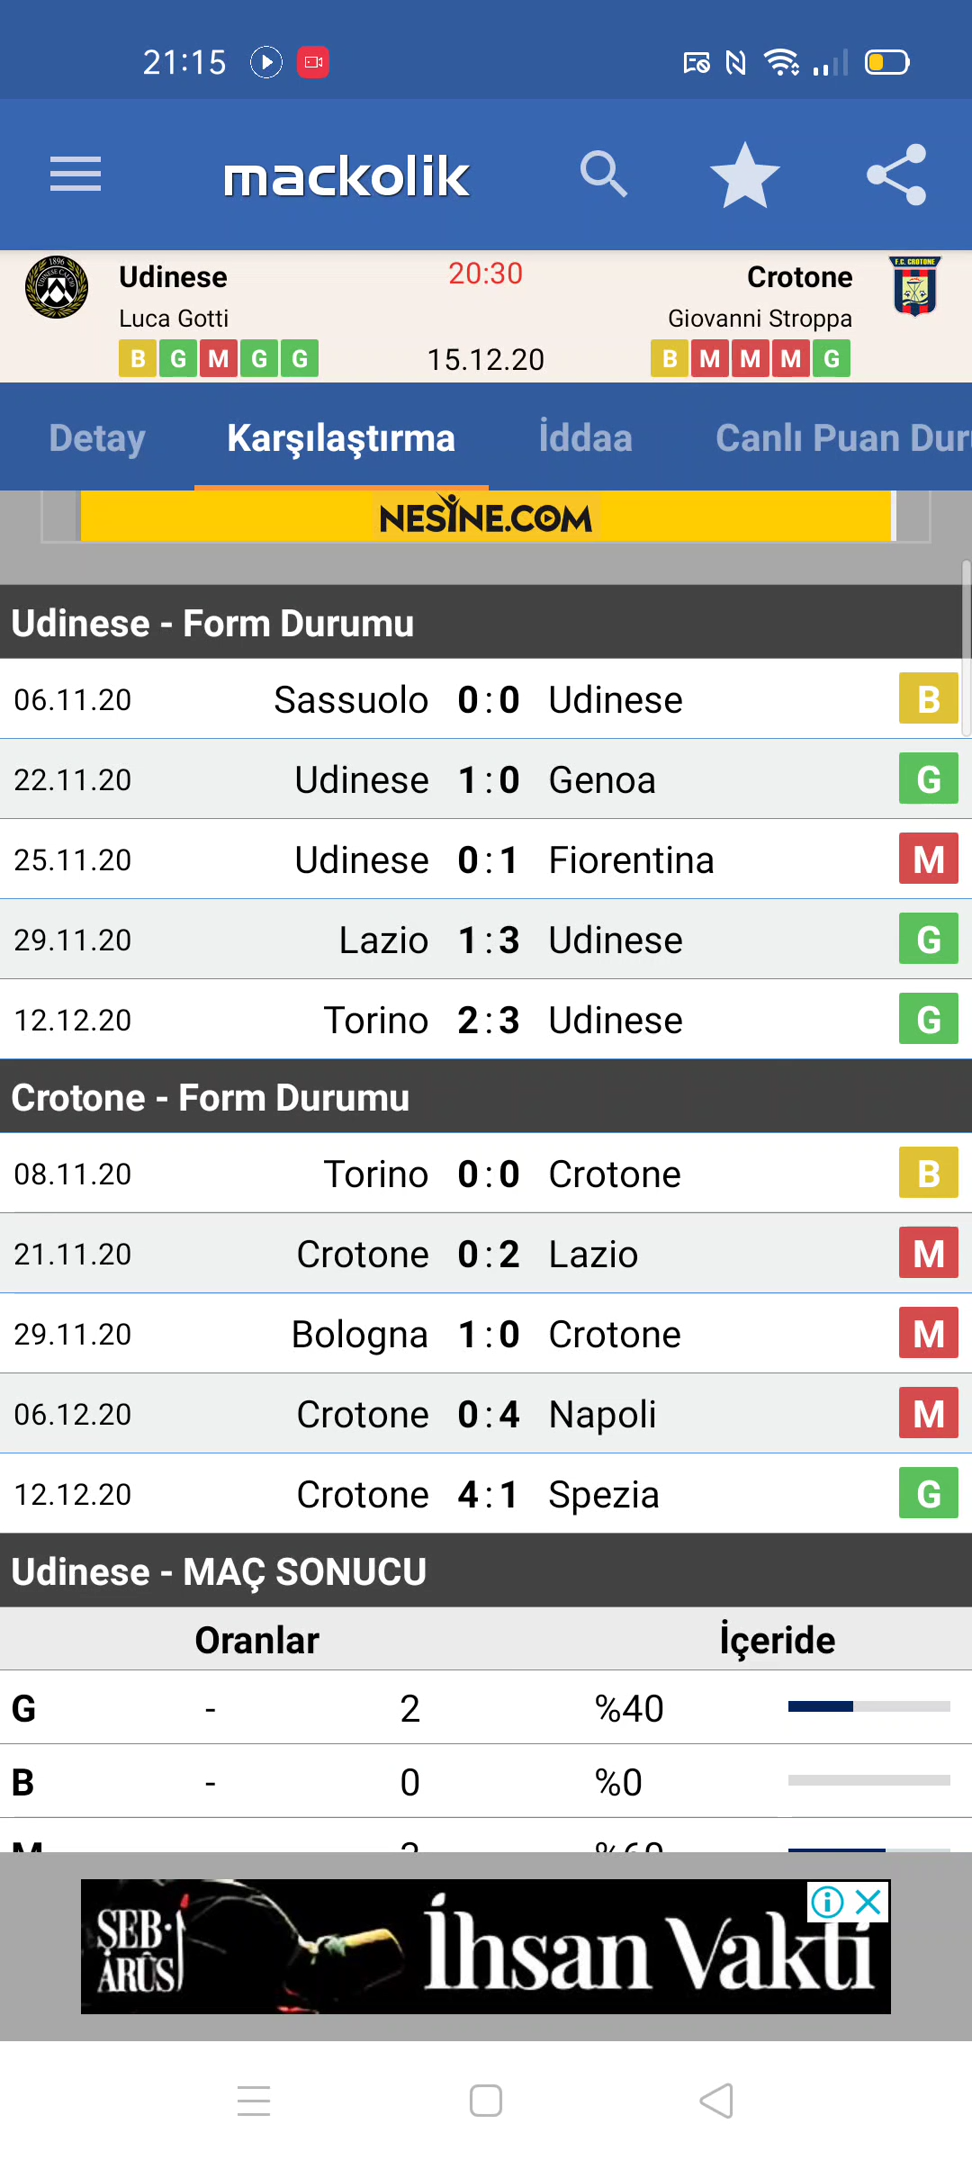 21:15
mackolik
Udinese 20:30 Crotone
Luca Gotti Giovanni Stroppa
B G M G G 15.12.20 B M M M G
Detay Karşılaştırma İddaa Canlı Puan Dur
NESİNE.COM
Udinese - Form Durumu
06.11.20 Sassuolo 0:0 Udinese B
22.11.20 Udinese 1:0 Genoa G
25.11.20 Udinese 0:1 Fiorentina M
29.11.20 Lazio 1:3 Udinese G
12.12.20 Torino 2:3 Udinese G
Crotone - Form Durumu
08.11.20 Torino 0:0 Crotone B
21.11.20 Crotone 0:2 Lazio M
29.11.20 Bologna 1:0 Crotone M
06.12.20 Crotone 0:4 Napoli M
12.12.20 Crotone 4:1 Spezia G
Udinese - MAÇ SONUCU
Oranlar İçeride
G - 2 %40
B - 0 %0
ŞEB-İ ARÛS İhsan Vakti